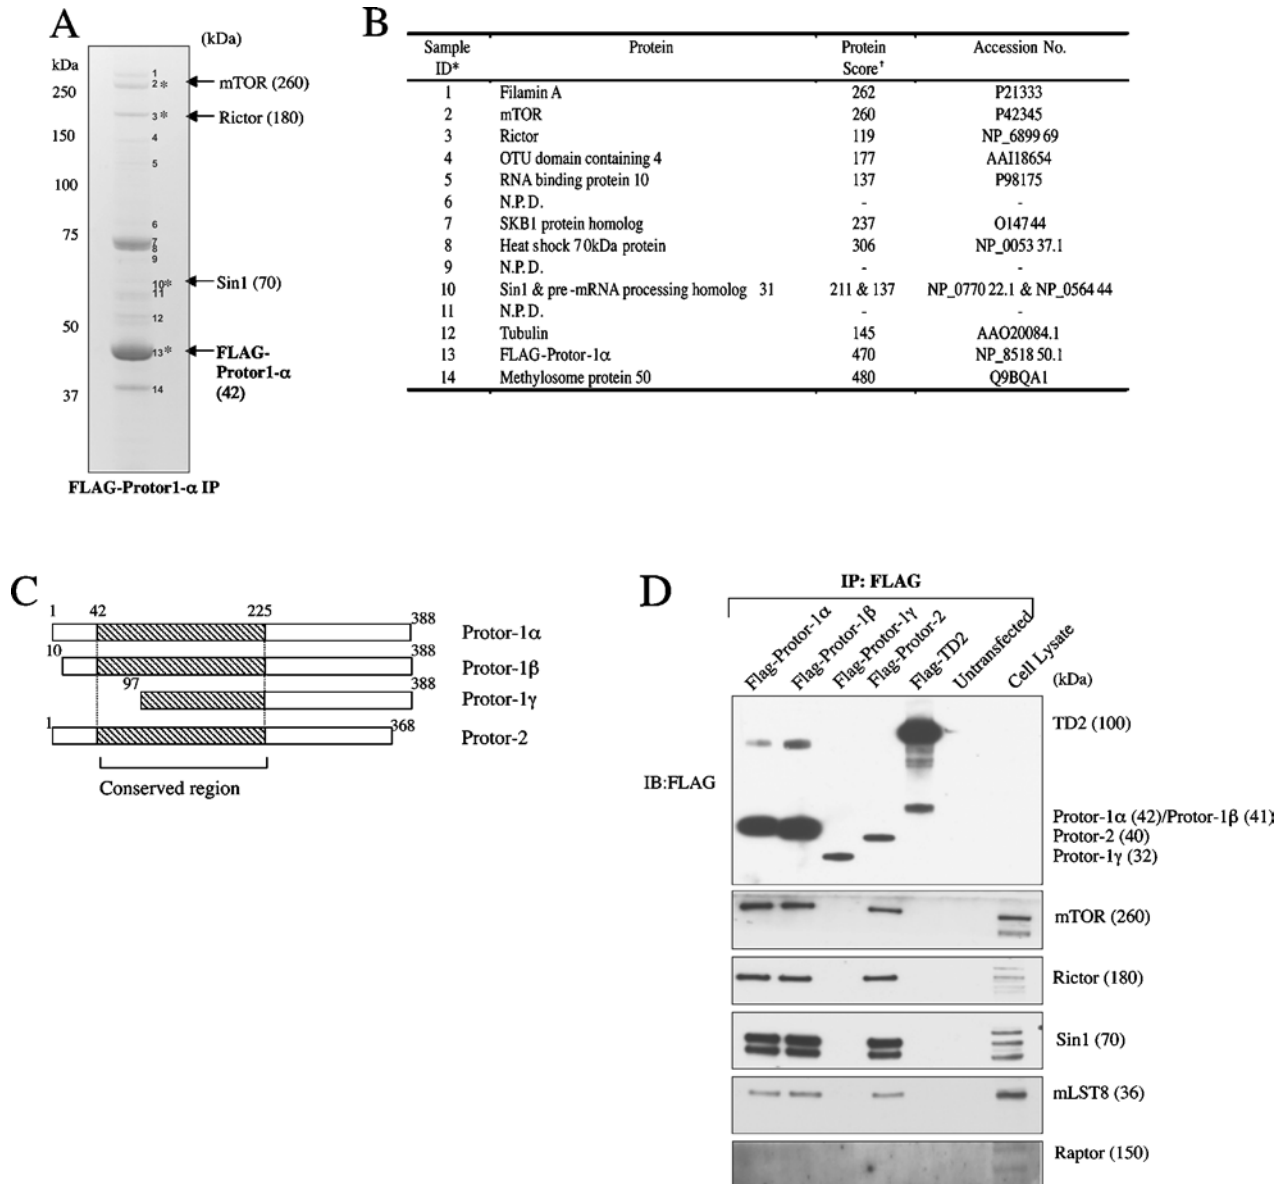 A
(kDa)
kDa
250
150
100
75
50
37
1
2 *
3 *
4
5
6
7
8
9
10*
11
12
13*
14
mTOR (260)
Rictor (180)
Sin1 (70)
FLAG-
Protor1-α
(42)
FLAG-Protor1-α IP
B
Sample ID* Protein Protein Score† Accession No.
1 Filamin A 262 P21333
2 mTOR 260 P42345
3 Rictor 119 NP_6899 69
4 OTU domain containing 4 177 AAI18654
5 RNA binding protein 10 137 P98175
6 N.P.D. - -
7 SKB1 protein homolog 237 O14744
8 Heat shock 70kDa protein 306 NP_0053 37.1
9 N.P.D. - -
10 Sin1 & pre-mRNA processing homolog 31 211 & 137 NP_0770 22.1 & NP_0564 44
11 N.P.D. - -
12 Tubulin 145 AAO20084.1
13 FLAG-Protor-1α 470 NP_8518 50.1
14 Methylosome protein 50 480 Q9BQA1
C
1 42 225 388 Protor-1α
10 388 Protor-1β
97 388 Protor-1γ
1 368 Protor-2
Conserved region
D
IP: FLAG
Flag-Protor-1α
Flag-Protor-1β
Flag-Protor-1γ
Flag-Protor-2
Flag-TD2
Untransfected
Cell Lysate
(kDa)
IB:FLAG
TD2 (100)
Protor-1α (42)/Protor-1β (41)
Protor-2 (40)
Protor-1γ (32)
mTOR (260)
Rictor (180)
Sin1 (70)
mLST8 (36)
Raptor (150)